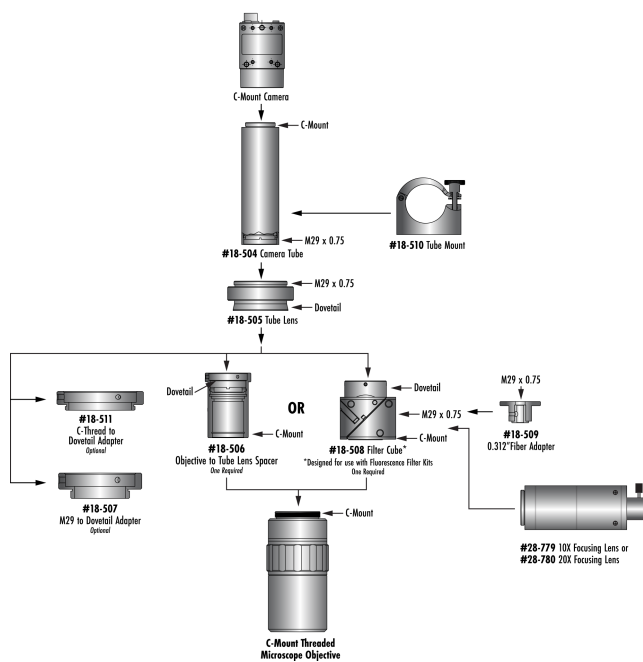 C-Mount Camera
C-Mount
M29 x 0.75
#18-504 Camera Tube
#18-510 Tube Mount
M29 x 0.75
Dovetail
#18-505 Tube Lens
#18-511
C-Thread to
Dovetail Adapter
Optional
#18-507
M29 to Dovetail Adapter
Optional
Dovetail
C-Mount
#18-506
Objective to Tube Lens Spacer
One Required
OR
Dovetail
M29 x 0.75
C-Mount
#18-508 Filter Cube*
*Designed for use with Fluorescence Filter Kits
One Required
M29 x 0.75
#18-509
0.312"Fiber Adapter
#28-779 10X Focusing Lens or
#28-780 20X Focusing Lens
C-Mount
C-Mount Threaded
Microscope Objective